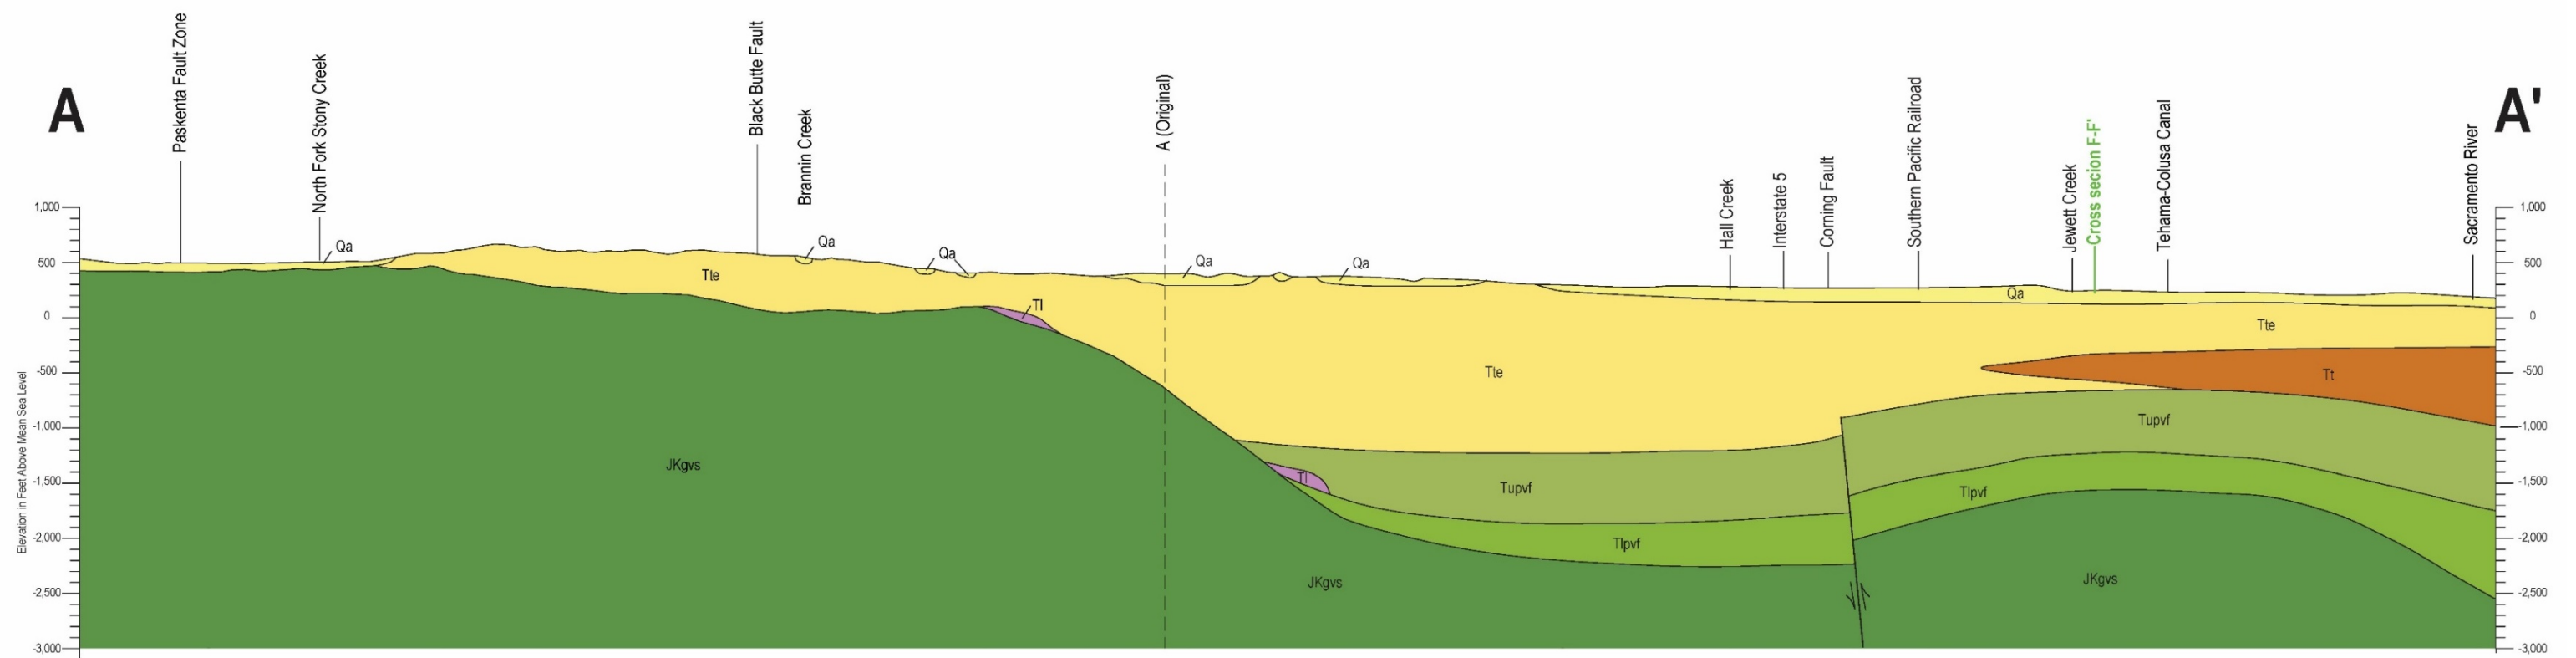 A
A'
Paskenta Fault Zone
North Fork Stony Creek
Black Butte Fault
Brannin Creek
A (Original)
Hall Creek
Interstate 5
Corning Fault
Southern Pacific Railroad
Jewett Creek
Cross secion F-F'
Tehama-Colusa Canal
Sacramento River
Elevation in Feet Above Mean Sea Level
1,000
500
0
-500
-1,000
-1,500
-2,000
-2,500
-3,000
1,000
500
0
-500
-1,000
-1,500
-2,000
-2,500
-3,000
Qa
Qa
Qa
Qa
Qa
Qa
Tte
Tl
Tte
Tte
Tt
Tupvf
JKgvs
Tl
Tupvf
Tlpvf
Tlpvf
JKgvs
JKgvs